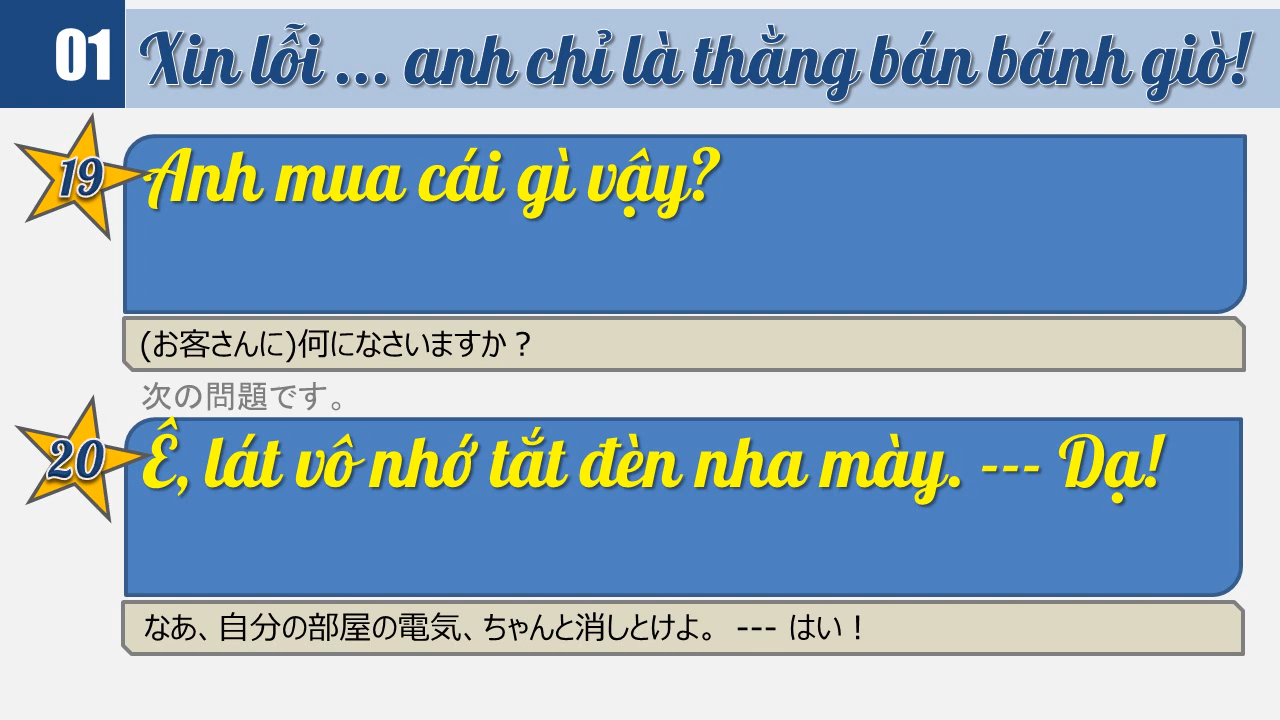 01
Xin lỗi ... anh chỉ là thằng bán bánh giò!
19
Anh mua cái gì vậy?
(お客さんに)何になさいますか？
次の問題です。
20
Ê, lát vô nhớ tắt đèn nha mày. --- Dạ!
なあ、自分の部屋の電気、ちゃんと消しとけよ。 --- はい！